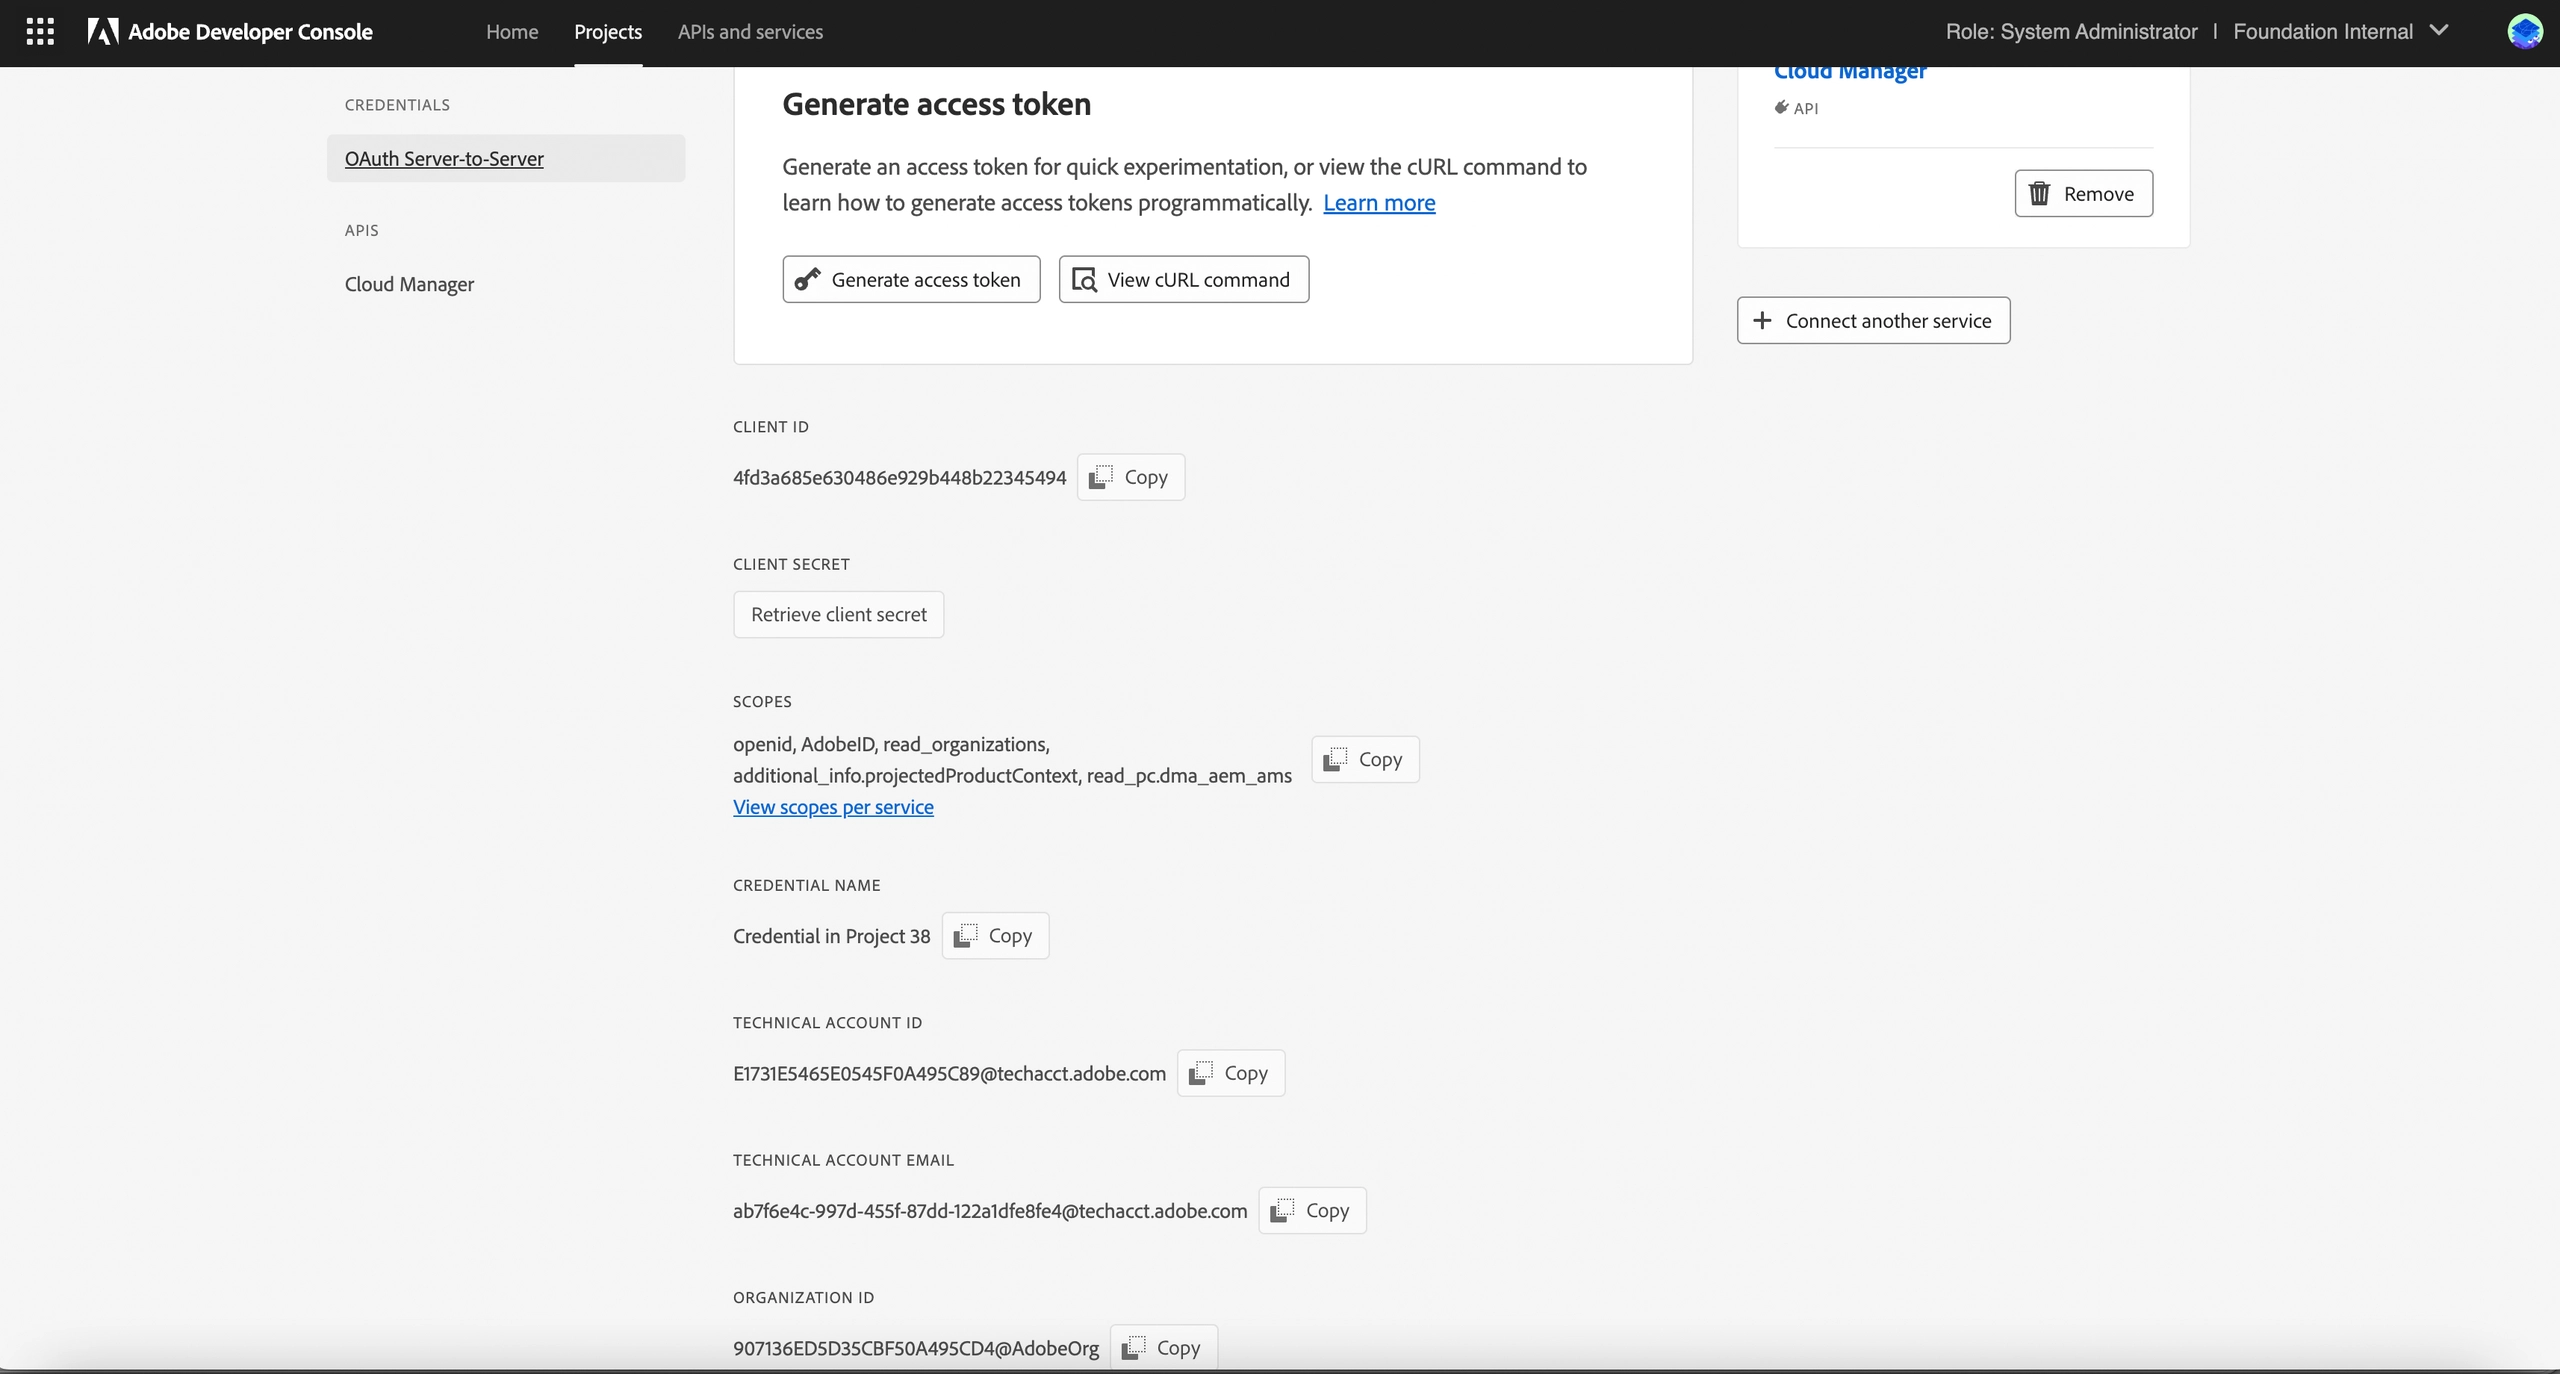 Adobe Developer Console
Home
Projects
APIs and services
Role: System Administrator | Foundation Internal
CREDENTIALS
OAuth Server-to-Server
APIS
Cloud Manager
Generate access token
Generate an access token for quick experimentation, or view the cURL command to
learn how to generate access tokens programmatically. Learn more
Generate access token
View cURL command
Cloud Manager
API
Remove
Connect another service
CLIENT ID
4fd3a685e630486e929b448b22345494
Copy
CLIENT SECRET
Retrieve client secret
SCOPES
openid, AdobeID, read_organizations,
additional_info.projectedProductContext, read_pc.dma_aem_ams
Copy
View scopes per service
CREDENTIAL NAME
Credential in Project 38
Copy
TECHNICAL ACCOUNT ID
E1731E5465E0545F0A495C89@techacct.adobe.com
Copy
TECHNICAL ACCOUNT EMAIL
ab7f6e4c-997d-455f-87dd-122a1dfe8fe4@techacct.adobe.com
Copy
ORGANIZATION ID
907136ED5D35CBF50A495CD4@AdobeOrg
Copy